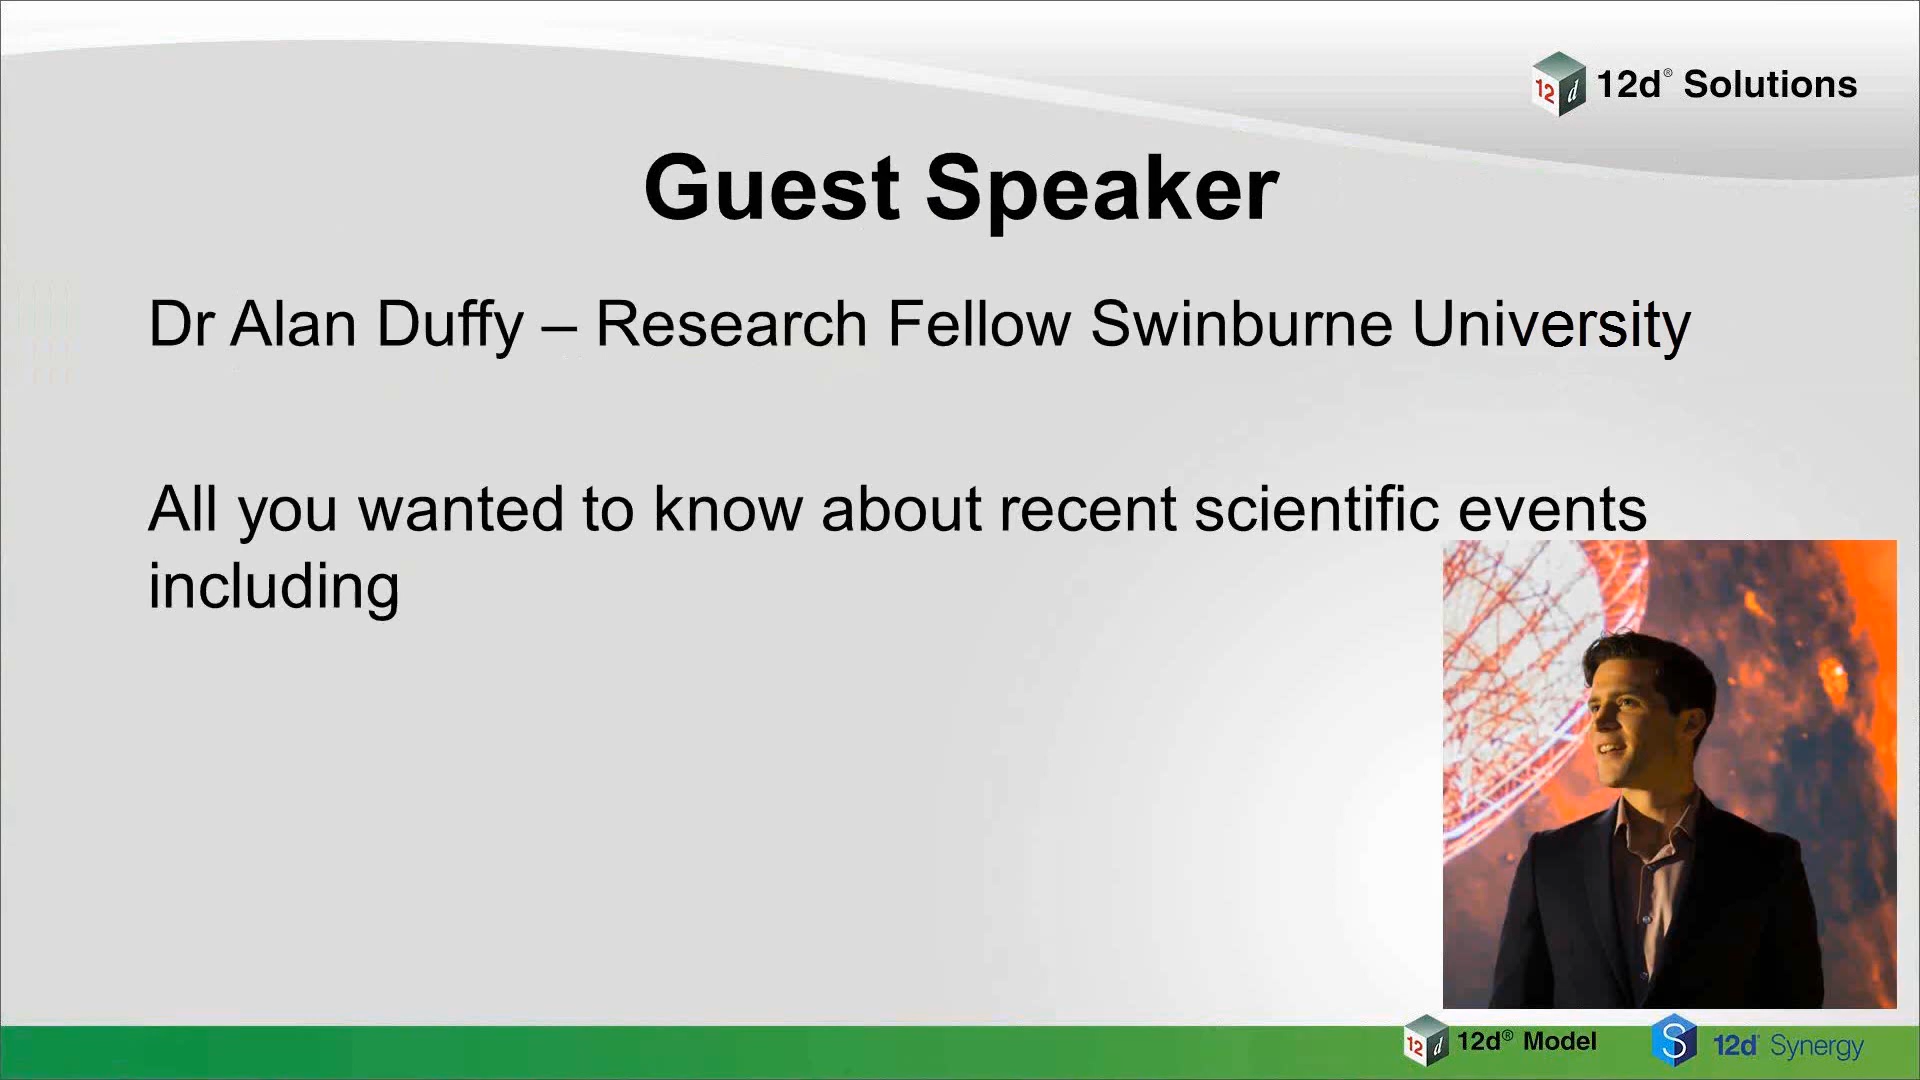 12d® Solutions
Guest Speaker
Dr Alan Duffy – Research Fellow Swinburne University
All you wanted to know about recent scientific events
including
12d® Model
12d Synergy